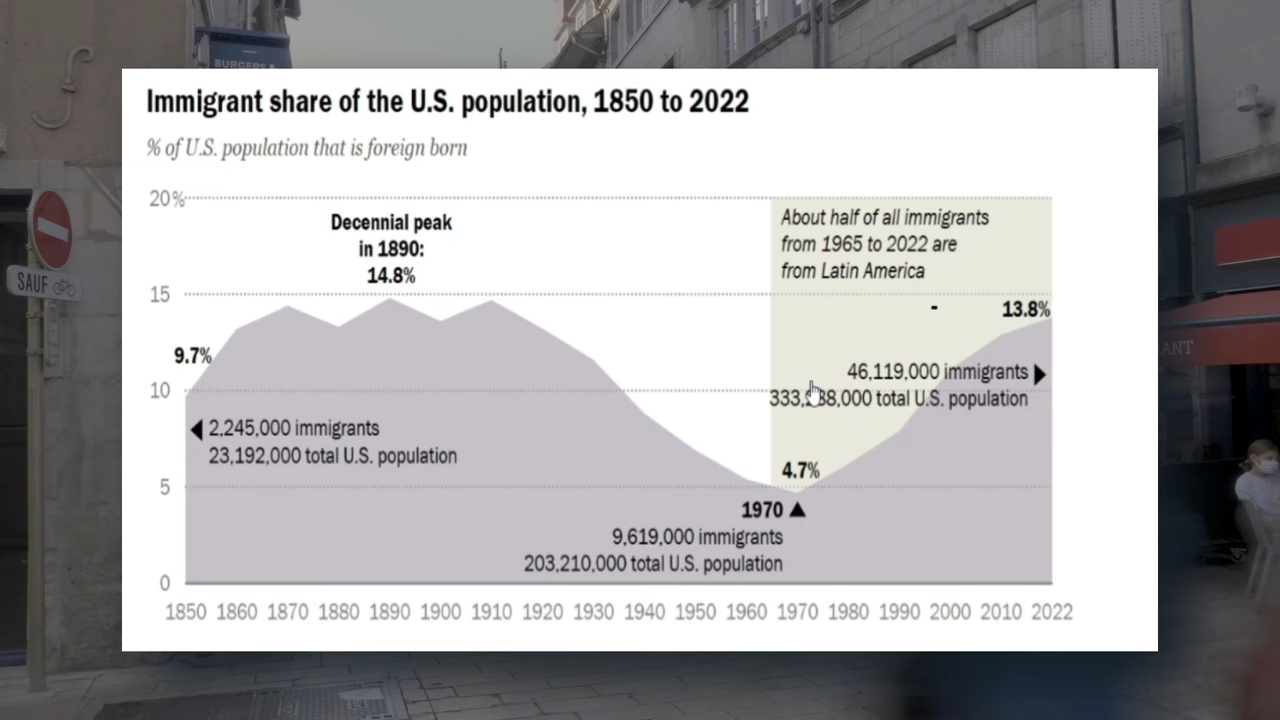 BURGERS &
SAUF
Immigrant share of the U.S. population, 1850 to 2022
% of U.S. population that is foreign born
20%
15
10
5
0
Decennial peak
in 1890:
14.8%
About half of all immigrants
from 1965 to 2022 are
from Latin America
-
13.8%
9.7%
46,119,000 immigrants
total U.S. population
2,245,000 immigrants
23,192,000 total U.S. population
4.7%
1970
9,619,000 immigrants
203,210,000 total U.S. population
1850 1860 1870 1880 1890 1900 1910 1920 1930 1940 1950 1960 1970 1980 1990 2000 2010 2022